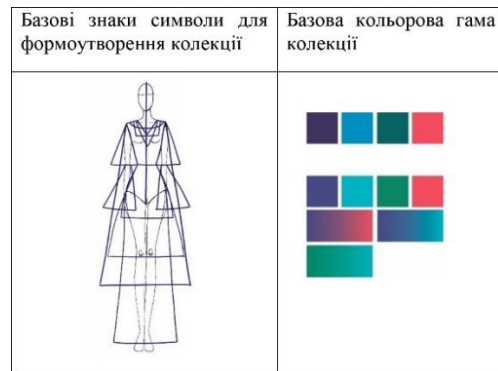 Базові знаки символи для
формоутворення колекції
Базова кольорова гама
колекції